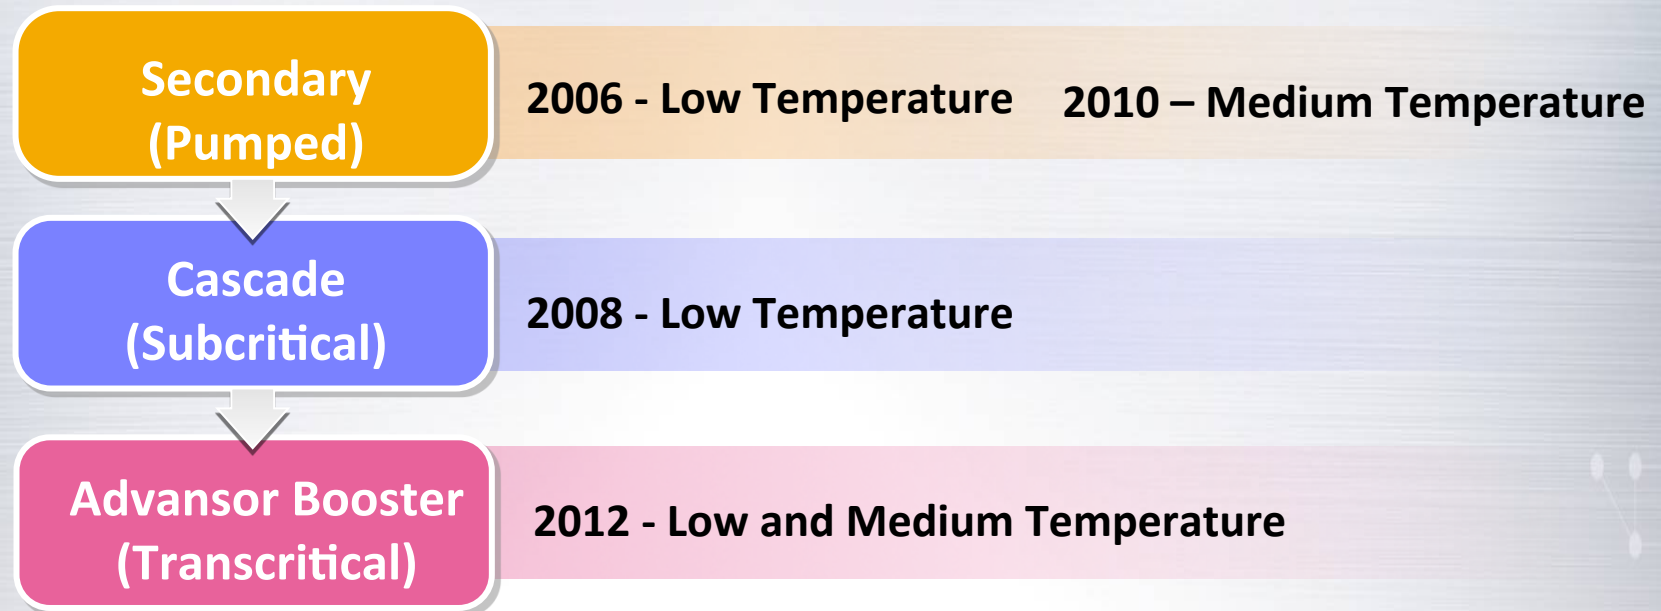 Secondary
(Pumped)
2006 - Low Temperature
2010 – Medium Temperature
Cascade
(Subcritical)
2008 - Low Temperature
Advansor Booster
(Transcritical)
2012 - Low and Medium Temperature